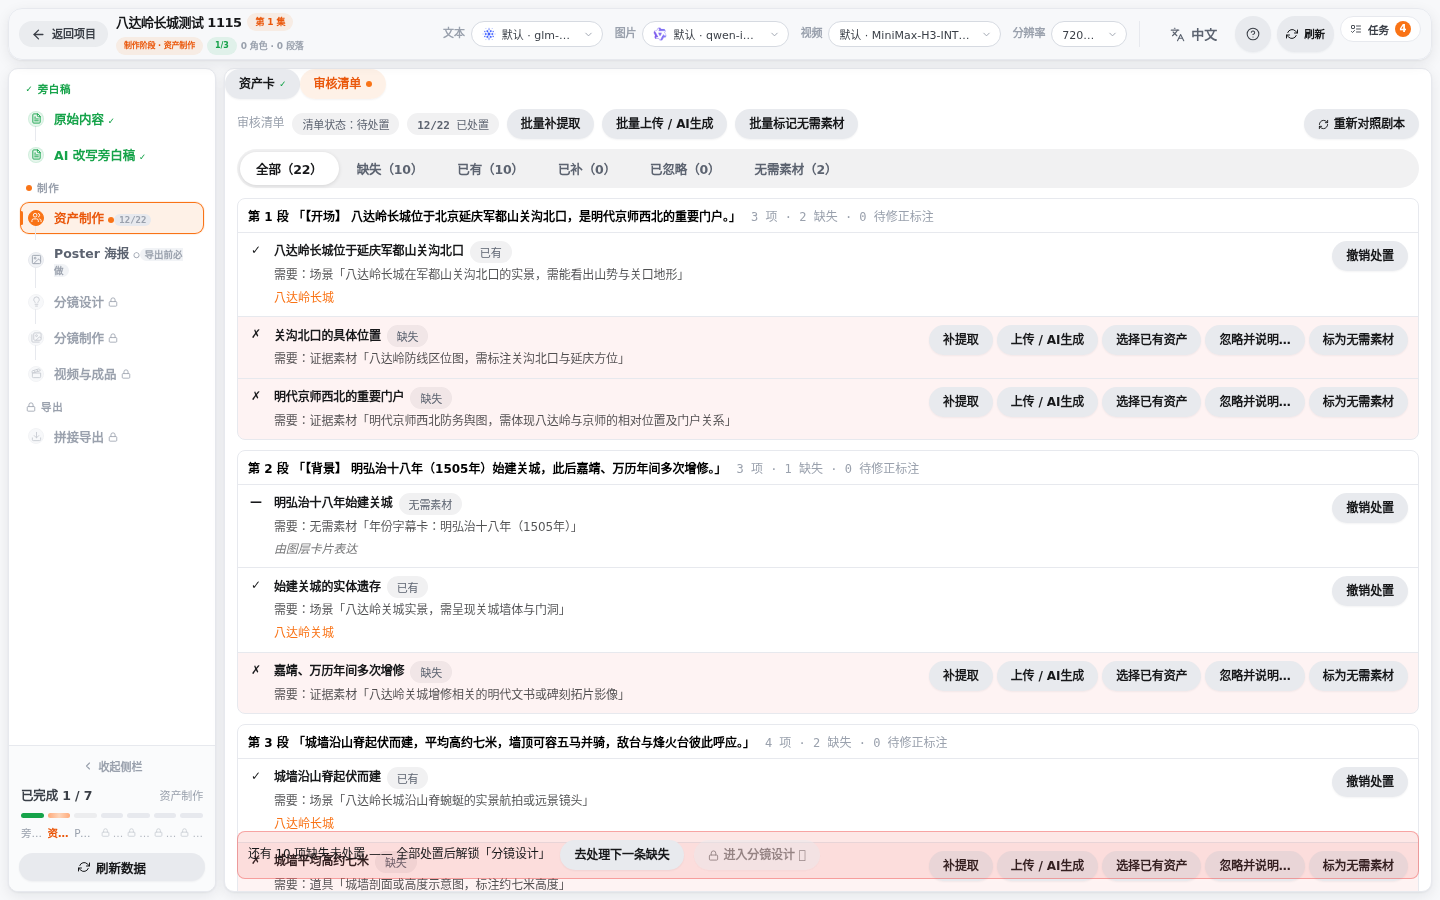 返回项目
八达岭长城测试 1115 第 1 集
制作阶段 · 资产制作 1/3 0 角色 · 0 段落
文本 默认 · glm-...
图片 默认 · qwen-i...
视频 默认 · MiniMax-H3-INT...
分辨率 720...
中文
刷新
任务 4
✓ 旁白稿
原始内容 ✓
AI 改写旁白稿 ✓
制作
资产制作 12/22
Poster 海报 导出前必做
分镜设计
分镜制作
视频与成品
导出
拼接导出
收起侧栏
已完成 1 / 7 资产制作
旁... 资... P... ... ... ... ...
刷新数据
资产卡 ✓
审核清单
审核清单 清单状态：待处置 12/22 已处置 批量补提取 批量上传 / AI生成 批量标记无需素材 重新对照剧本
全部（22） 缺失（10） 已有（10） 已补（0） 已忽略（0） 无需素材（2）
第 1 段 「【开场】 八达岭长城位于北京延庆军都山关沟北口，是明代京师西北的重要门户。」 3 项 · 2 缺失 · 0 待修正标注
✓ 八达岭长城位于延庆军都山关沟北口 已有 撤销处置
需要：场景「八达岭长城在军都山关沟北口的实景，需能看出山势与关口地形」
八达岭长城
✗ 关沟北口的具体位置 缺失 补提取 上传 / AI生成 选择已有资产 忽略并说明... 标为无需素材
需要：证据素材「八达岭防线区位图，需标注关沟北口与延庆方位」
✗ 明代京师西北的重要门户 缺失 补提取 上传 / AI生成 选择已有资产 忽略并说明... 标为无需素材
需要：证据素材「明代京师西北防务舆图，需体现八达岭与京师的相对位置及门户关系」
第 2 段 「【背景】 明弘治十八年（1505年）始建关城，此后嘉靖、万历年间多次增修。」 3 项 · 1 缺失 · 0 待修正标注
— 明弘治十八年始建关城 无需素材 撤销处置
需要：无需素材「年份字幕卡：明弘治十八年（1505年）」
由图层卡片表达
✓ 始建关城的实体遗存 已有 撤销处置
需要：场景「八达岭关城实景，需呈现关城墙体与门洞」
八达岭关城
✗ 嘉靖、万历年间多次增修 缺失 补提取 上传 / AI生成 选择已有资产 忽略并说明... 标为无需素材
需要：证据素材「八达岭关城增修相关的明代文书或碑刻拓片影像」
第 3 段 「城墙沿山脊起伏而建，平均高约七米，墙顶可容五马并骑，敌台与烽火台彼此呼应。」 4 项 · 2 缺失 · 0 待修正标注
✓ 城墙沿山脊起伏而建 已有 撤销处置
需要：场景「八达岭长城沿山脊蜿蜒的实景航拍或远景镜头」
八达岭长城
还有 10 项缺失未处置 —— 全部处置后解锁「分镜设计」 去处理下一条缺失 进入分镜设计
✗ 城墙平均高约七米 缺失 补提取 上传 / AI生成 选择已有资产 忽略并说明... 标为无需素材
需要：道具「城墙剖面或高度示意图，标注约七米高度」